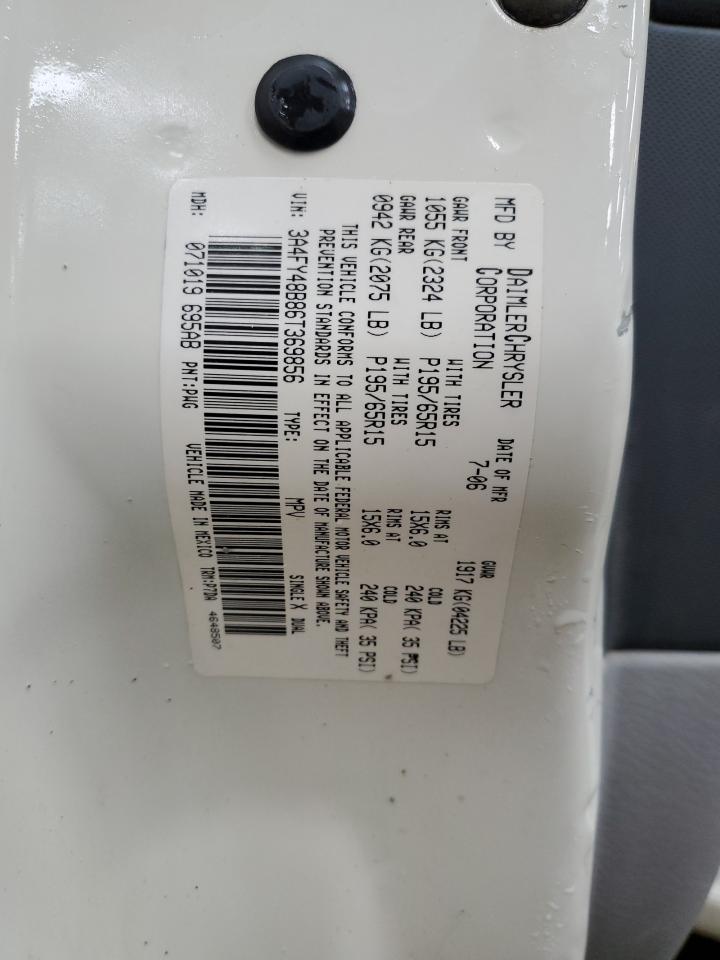 MFD BY DAIMLERCHRYSLER CORPORATION
DATE OF MFR 7-06
GVWR 1917 KG(04225 LB)
GAWR FRONT WITH TIRES RIMS AT COLD
1055 KG(2324 LB) P195/65R15 15X6.0 240 KPA( 35 PSI)
GAWR REAR WITH TIRES RIMS AT COLD
0942 KG(2075 LB) P195/65R15 15X6.0 240 KPA( 35 PSI)
THIS VEHICLE CONFORMS TO ALL APPLICABLE FEDERAL MOTOR VEHICLE SAFETY AND THEFT
PREVENTION STANDARDS IN EFFECT ON THE DATE OF MANUFACTURE SHOWN ABOVE.
VIN: 3A4FY48B86T369856 TYPE: MPV SINGLE X DUAL
MDH: 071019 695AB PNT:PWG VEHICLE MADE IN MEXICO TRM:P7DA 4648507